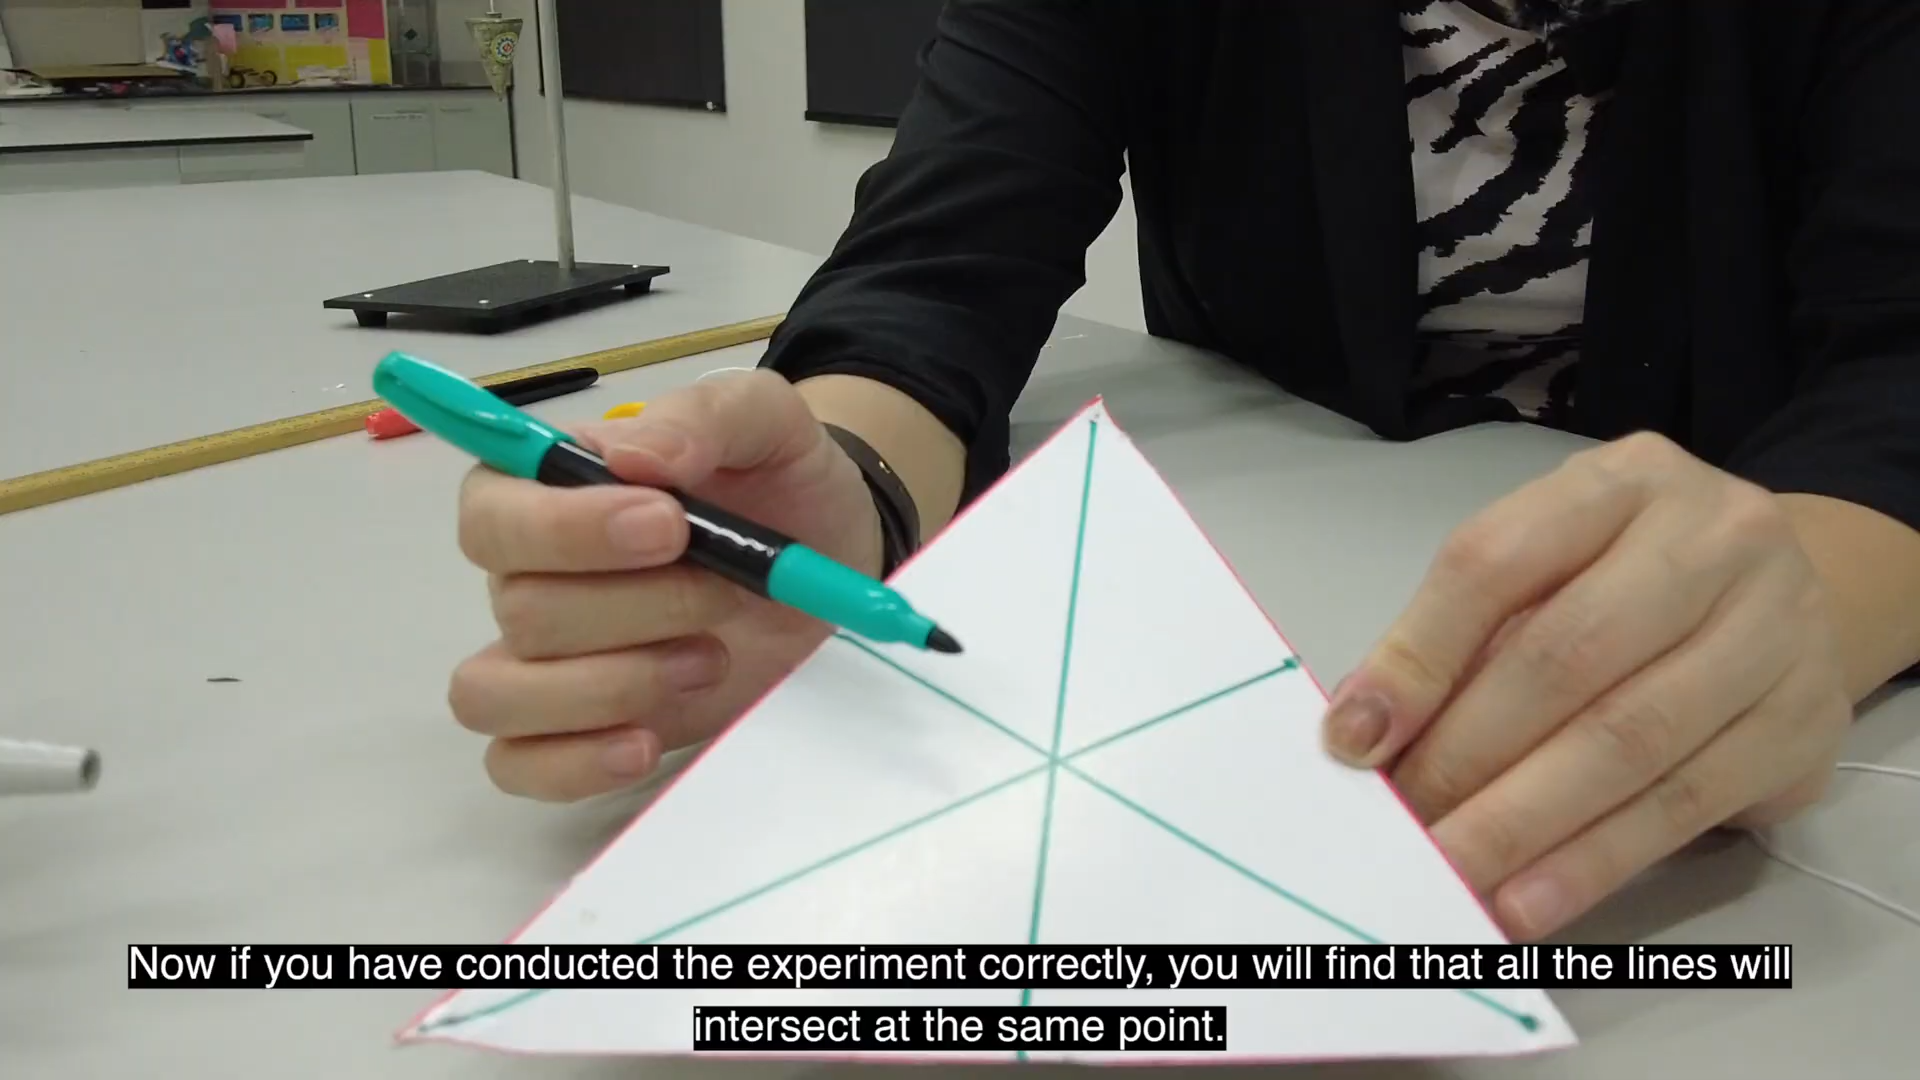 Now if you have conducted the experiment correctly, you will find that all the lines will
intersect at the same point.